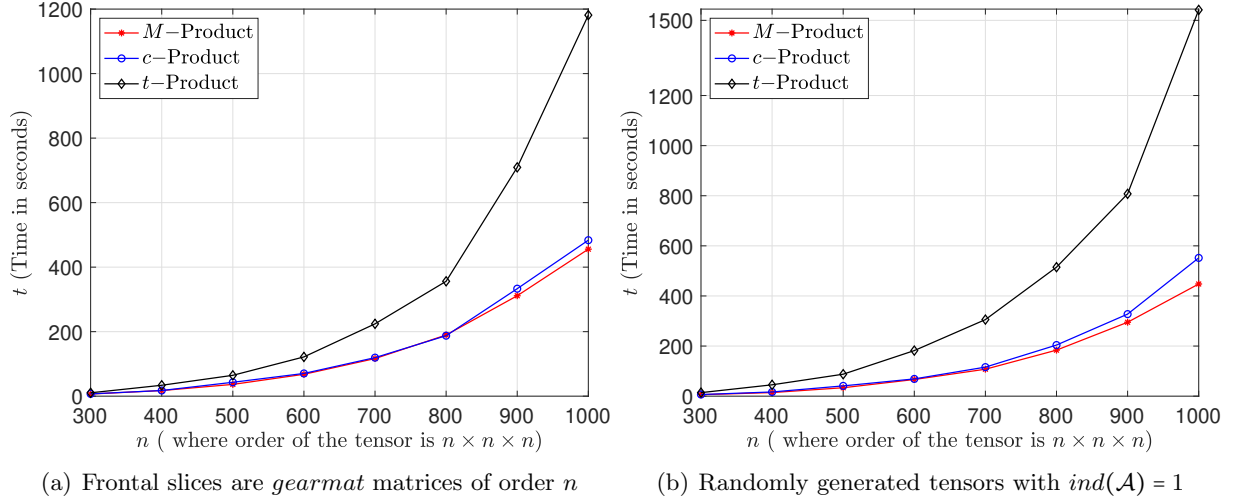 1200
1000
800
600
400
200
0
t (Time in seconds)
M−Product
c−Product
t−Product
300 400 500 600 700 800 900 1000
n ( where order of the tensor is n × n × n)
(a) Frontal slices are gearmat matrices of order n
1500
1200
1000
800
600
400
200
0
t (Time in seconds)
M−Product
c−Product
t−Product
300 400 500 600 700 800 900 1000
n ( where order of the tensor is n × n × n)
(b) Randomly generated tensors with ind(𝒜) = 1